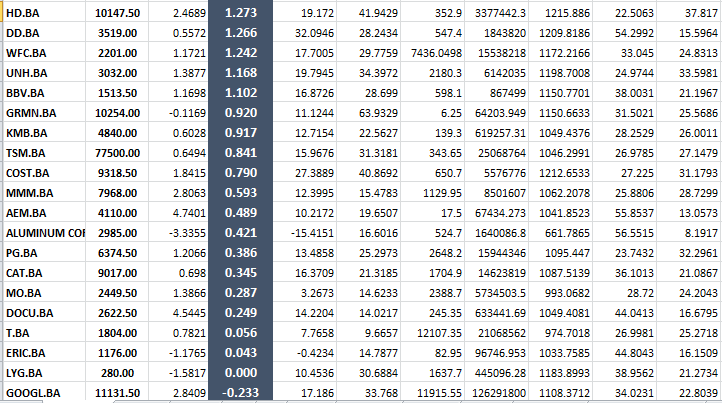 HD.BA 10147.50 2.4689 1.273 19.172 41.9429 352.9 3377442.3 1215.886 22.5063 37.817
DD.BA 3519.00 0.5572 1.266 32.0946 28.2434 547.4 1843820 1209.8186 54.2992 15.5964
WFC.BA 2201.00 1.1721 1.242 17.7005 29.7759 7436.0498 15538218 1172.2166 33.045 24.8313
UNH.BA 3032.00 1.3877 1.168 19.7945 34.3972 2180.3 6142035 1198.7008 24.9744 33.5981
BBV.BA 1513.50 1.1698 1.102 16.8726 28.699 598.1 867499 1150.7701 38.0031 21.1967
GRMN.BA 10254.00 -0.1169 0.920 11.1244 63.9329 6.25 64203.949 1150.6633 31.5021 25.5686
KMB.BA 4840.00 0.6028 0.917 12.7154 22.5627 139.3 619257.31 1049.4376 28.2529 26.0011
TSM.BA 77500.00 0.6494 0.841 15.9676 31.3181 343.65 25068764 1046.2991 26.9785 27.1479
COST.BA 9318.50 1.8415 0.790 27.3889 40.8692 650.7 5576776 1212.6533 27.225 31.1793
MMM.BA 7968.00 2.8063 0.593 12.3995 15.4783 1129.95 8501607 1062.2078 25.8806 28.7299
AEM.BA 4110.00 4.7401 0.489 10.2172 19.6507 17.5 67434.273 1041.8523 55.8537 13.0573
ALUMINUM COF 2985.00 -3.3355 0.421 -15.4151 16.6016 524.7 1640086.8 661.7865 56.5515 8.1917
PG.BA 6374.50 1.2066 0.386 13.4858 25.2973 2648.2 15944346 1095.447 23.7432 32.2961
CAT.BA 9017.00 0.698 0.345 16.3709 21.3185 1704.9 14623819 1087.5139 36.1013 21.0867
MO.BA 2449.50 1.3866 0.287 3.2673 14.6233 2388.7 5734503.5 993.0682 28.72 24.2043
DOCU.BA 2622.50 4.5445 0.249 14.2204 14.0217 245.35 633441.69 1049.4081 44.0413 16.6795
T.BA 1804.00 0.7821 0.056 7.7658 9.6657 12107.35 21068562 974.7018 26.9981 25.2718
ERIC.BA 1176.00 -1.1765 0.043 -0.4234 14.7877 82.95 96746.953 1033.7585 44.8043 16.1509
LYG.BA 280.00 -1.5817 0.000 10.4536 30.6884 1637.7 445096.28 1183.8993 38.9562 21.2734
GOOGL.BA 11131.50 2.8409 -0.233 17.186 33.768 11915.55 126291800 1108.3712 34.0231 22.8039